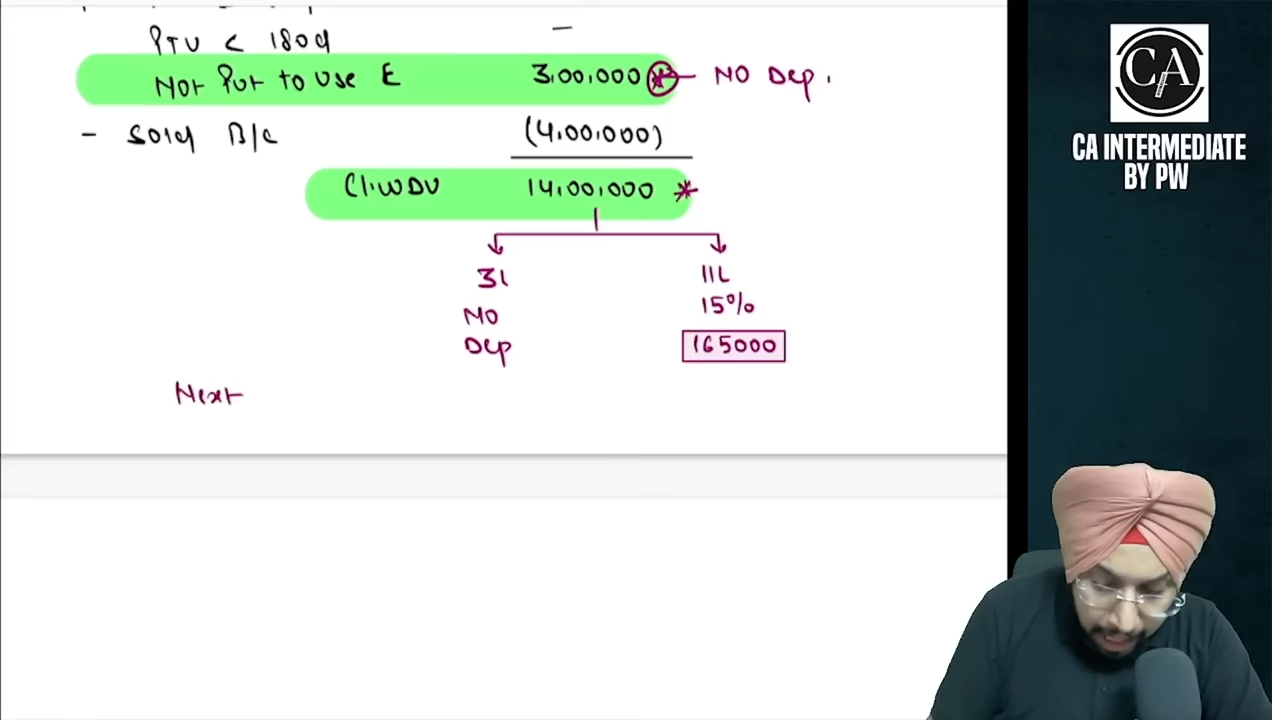 PTU < 180d —
Not Put to use E 3,00,000 * NO Dep.
- Sold B/c (4,00,000)
Cl. WDV 14,00,000 *
3L 11L
NO 15%
Dep 165000
Next
CA
CA INTERMEDIATE
BY PW